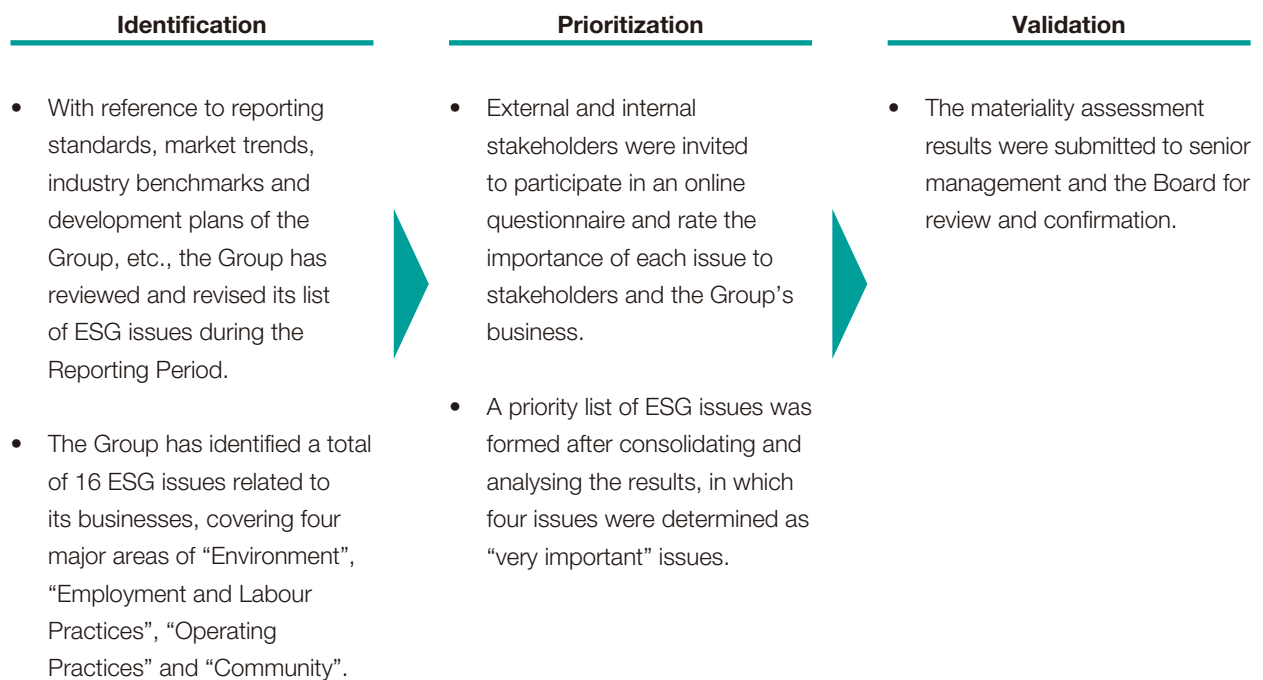 Identification
• With reference to reporting
standards, market trends,
industry benchmarks and
development plans of the
Group, etc., the Group has
reviewed and revised its list
of ESG issues during the
Reporting Period.
• The Group has identified a total
of 16 ESG issues related to
its businesses, covering four
major areas of “Environment”,
“Employment and Labour
Practices”, “Operating
Practices” and “Community”.
Prioritization
• External and internal
stakeholders were invited
to participate in an online
questionnaire and rate the
importance of each issue to
stakeholders and the Group’s
business.
• A priority list of ESG issues was
formed after consolidating and
analysing the results, in which
four issues were determined as
“very important” issues.
Validation
• The materiality assessment
results were submitted to senior
management and the Board for
review and confirmation.